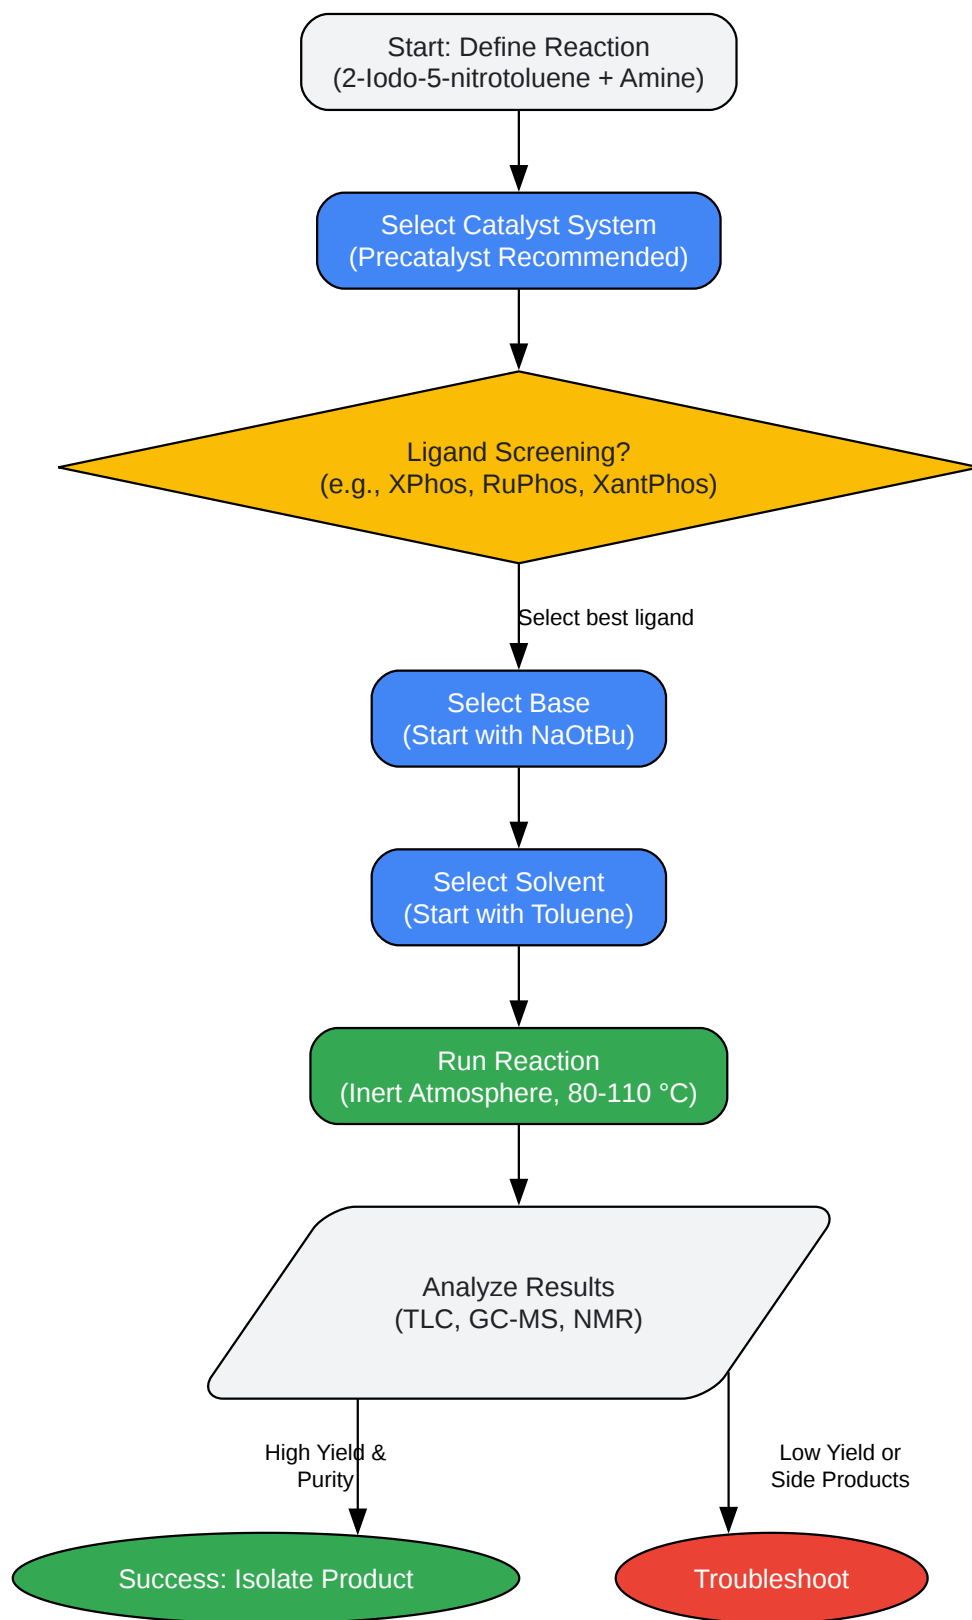 Start: Define Reaction
(2-Iodo-5-nitrotoluene + Amine)
Select Catalyst System
(Precatalyst Recommended)
Ligand Screening?
(e.g., XPhos, RuPhos, XantPhos)
Select best ligand
Select Base
(Start with NaOtBu)
Select Solvent
(Start with Toluene)
Run Reaction
(Inert Atmosphere, 80-110 °C)
Analyze Results
(TLC, GC-MS, NMR)
High Yield &
Purity
Low Yield or
Side Products
Success: Isolate Product
Troubleshoot